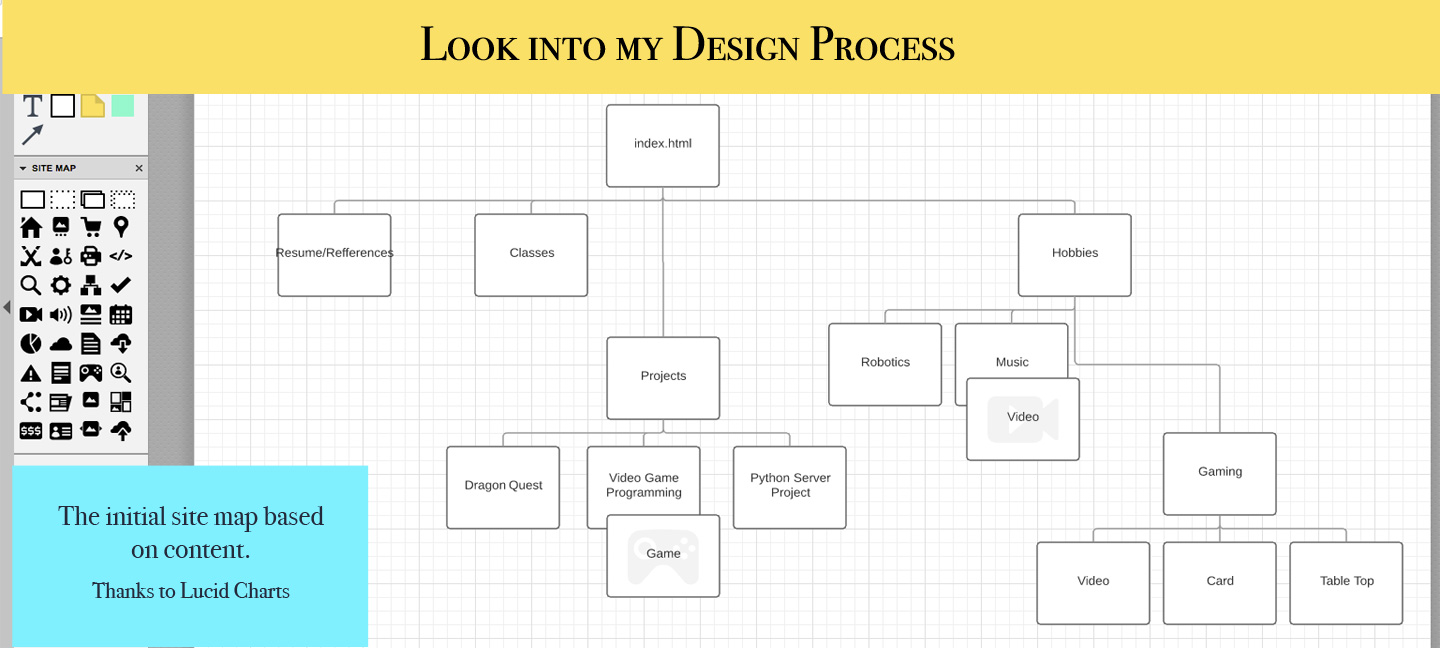 Look into my Design Process
T
SITE MAP
</>
$$$
index.html
Resume/Refferences
Classes
Hobbies
Robotics
Music
Video
Projects
Dragon Quest
Video Game
Programming
Python Server
Project
Game
Gaming
Video
Card
Table Top
The initial site map based
on content.
Thanks to Lucid Charts